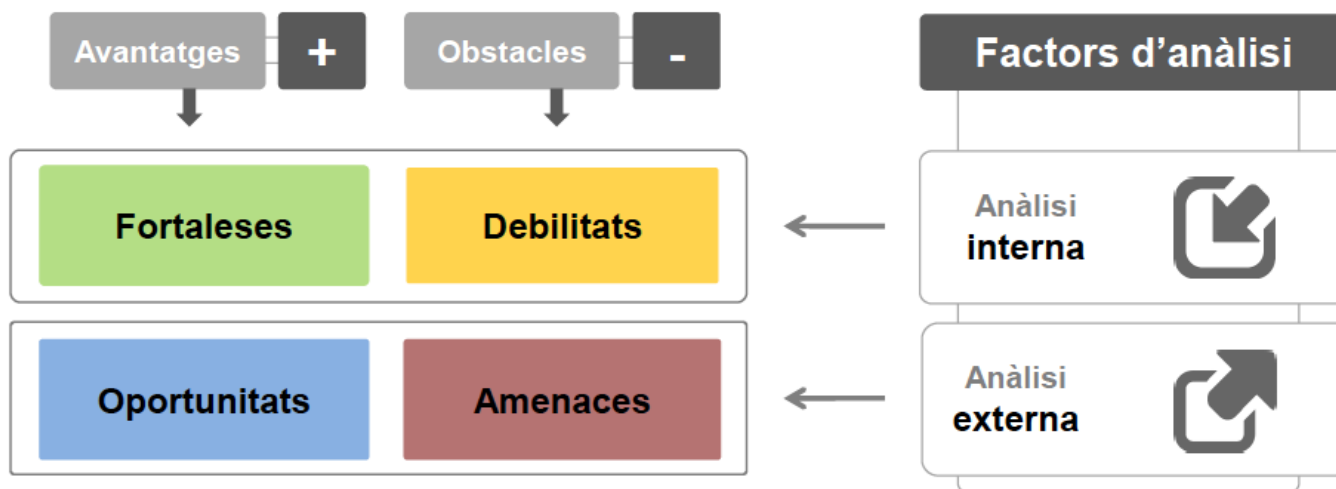 Avantatges +
Obstacles -
Factors d’anàlisi
Fortaleses
Debilitats
Anàlisi
interna
Oportunitats
Amenaces
Anàlisi
externa